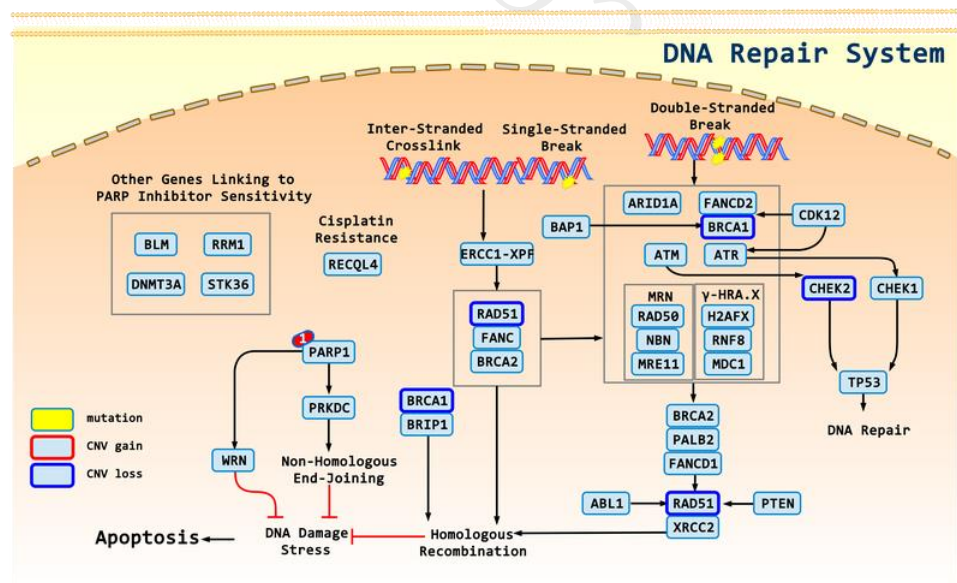 DNA Repair System
Double-Stranded
Break
Inter-Stranded
Crosslink
Single-Stranded
Break
Other Genes Linking to
PARP Inhibitor Sensitivity
BLM
RRM1
DNMT3A
STK36
Cisplatin
Resistance
RECQL4
ERCC1-XPF
BAP1
ARID1A
FANCD2
BRCA1
CDK12
ATM
ATR
CHEK2
CHEK1
RAD51
FANC
BRCA2
MRN
RAD50
NBN
MRE11
γ-HRA.X
H2AFX
RNF8
MDC1
TP53
DNA Repair
1
PARP1
PRKDC
WRN
Non-Homologous
End-Joining
BRCA1
BRIP1
BRCA2
PALB2
FANCD1
ABL1
RAD51
PTEN
XRCC2
mutation
CNV gain
CNV loss
Apoptosis
DNA Damage
Stress
Homologous
Recombination